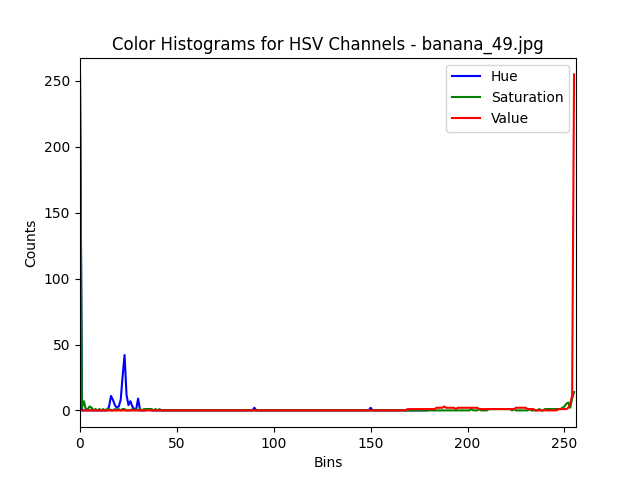 Color Histograms for HSV Channels - banana_49.jpg
Hue
Saturation
Value
Counts
250
200
150
100
50
0
0 50 100 150 200 250
Bins